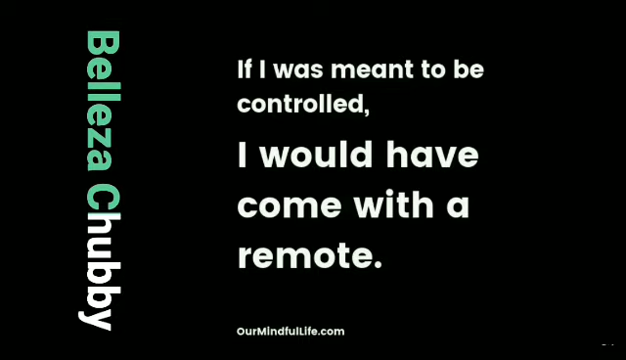 Belleza Chubby
If I was meant to be
controlled,
I would have
come with a
remote.
OurMindfulLife.com